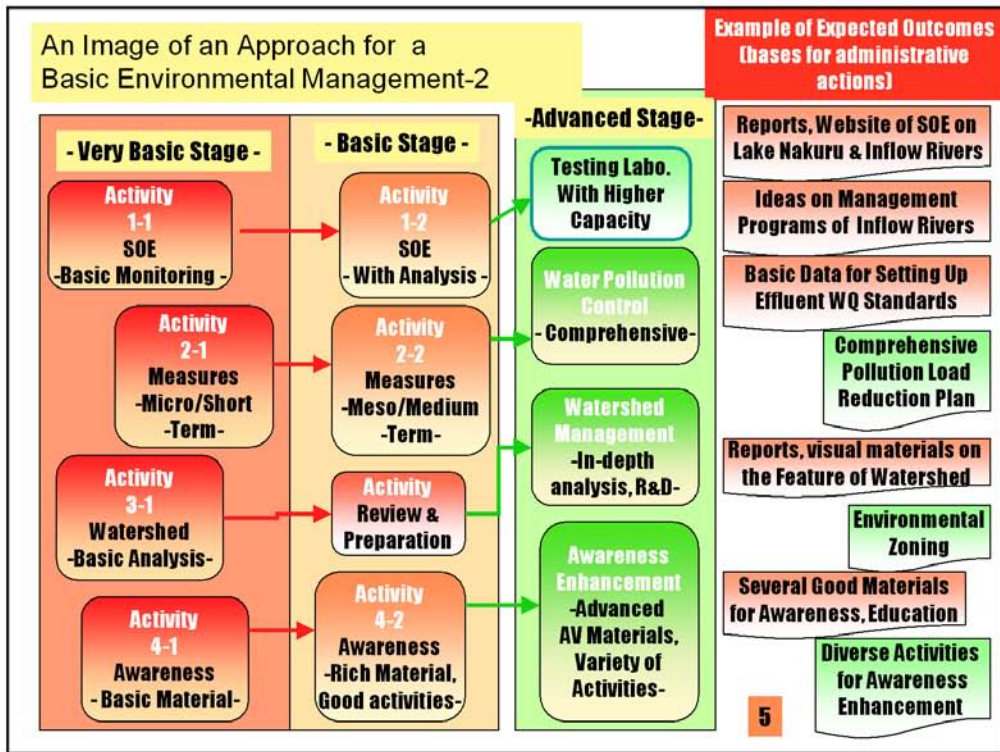 An Image of an Approach for a
Basic Environmental Management-2
- Very Basic Stage -
Activity
1-1
SOE
-Basic Monitoring -
Activity
2-1
Measures
-Micro/Short
-Term-
Activity
3-1
Watershed
-Basic Analysis-
Activity
4-1
Awareness
- Basic Material-
- Basic Stage -
Activity
1-2
SOE
- With Analysis -
Activity
2-2
Measures
-Meso/Medium
-Term-
Activity
Review &
Preparation
Activity
4-2
Awareness
-Rich Material,
Good activities-
-Advanced Stage-
Testing Labo.
With Higher
Capacity
Water Pollution
Control
- Comprehensive-
Watershed
Management
-In-depth
analysis, R&D-
Awareness
Enhancement
-Advanced
AV Materials,
Variety of
Activities-
Example of Expected Outcomes
(bases for administrative
actions)
Reports, Website of SOE on
Lake Nakuru & Inflow Rivers
Ideas on Management
Programs of Inflow Rivers
Basic Data for Setting Up
Effluent WQ Standards
Comprehensive
Pollution Load
Reduction Plan
Reports, visual materials on
the Feature of Watershed
Environmental
Zoning
Several Good Materials
for Awareness, Education
Diverse Activities
for Awareness
Enhancement
5